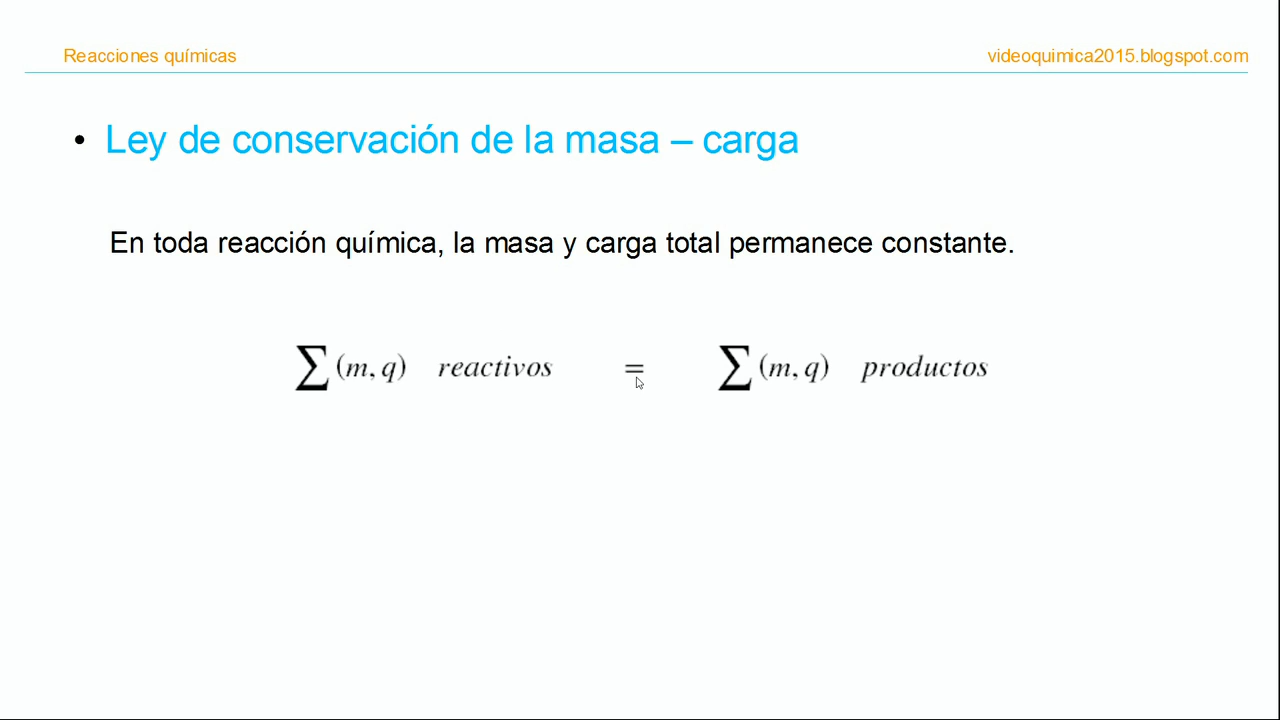 Reacciones químicas
videoquimica2015.blogspot.com
• Ley de conservación de la masa – carga
En toda reacción química, la masa y carga total permanece constante.
∑(m,q) reactivos = ∑(m,q) productos